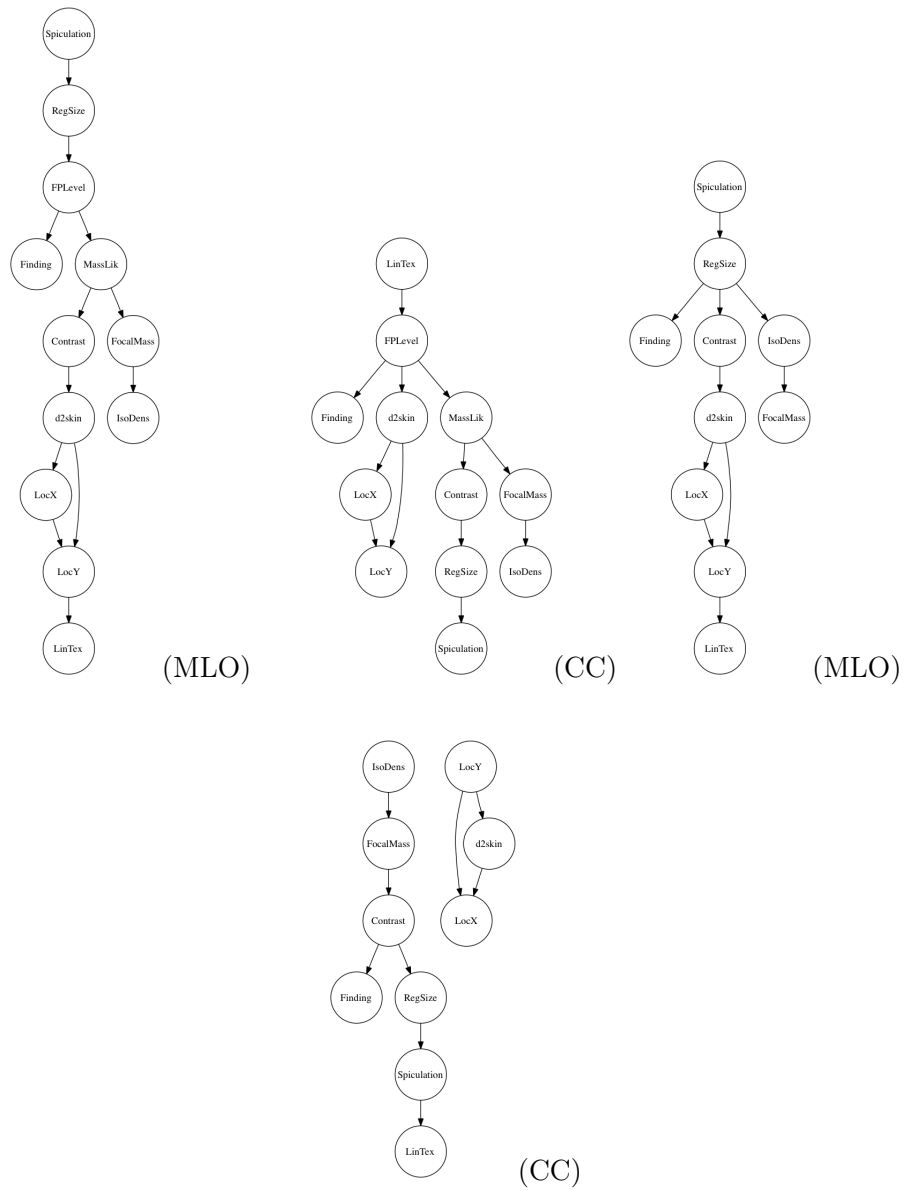 Spiculation
RegSize
FPLevel
Finding
MassLik
Contrast
FocalMass
d2skin
IsoDens
LocX
LocY
LinTex
(MLO)
LinTex
FPLevel
Finding
d2skin
MassLik
LocX
Contrast
FocalMass
LocY
RegSize
IsoDens
Spiculation
(CC)
Spiculation
RegSize
Finding
Contrast
IsoDens
d2skin
FocalMass
LocX
LocY
LinTex
(MLO)
IsoDens
LocY
FocalMass
d2skin
Contrast
LocX
Finding
RegSize
Spiculation
LinTex
(CC)